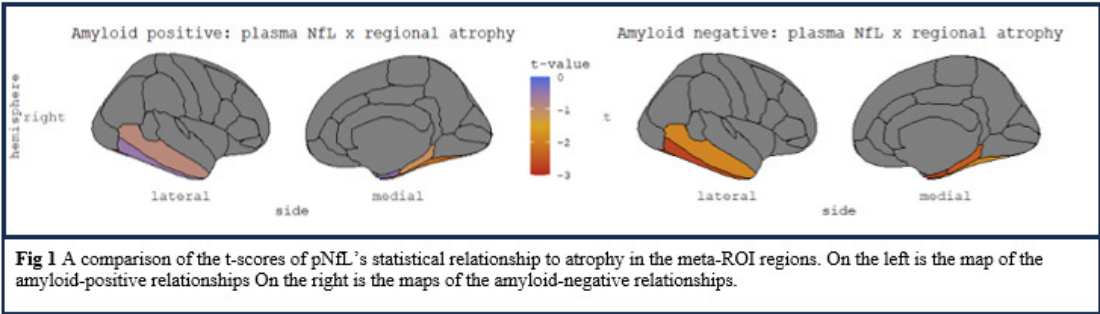 Amyloid positive: plasma NfL x regional atrophy
Amyloid negative: plasma NfL x regional atrophy
t-value
0
-1
-2
-3
hemisphere
right
t
lateral
medial
side
lateral
medial
side
Fig 1 A comparison of the t-scores of pNfL's statistical relationship to atrophy in the meta-ROI regions. On the left is the map of the
amyloid-positive relationships On the right is the maps of the amyloid-negative relationships.